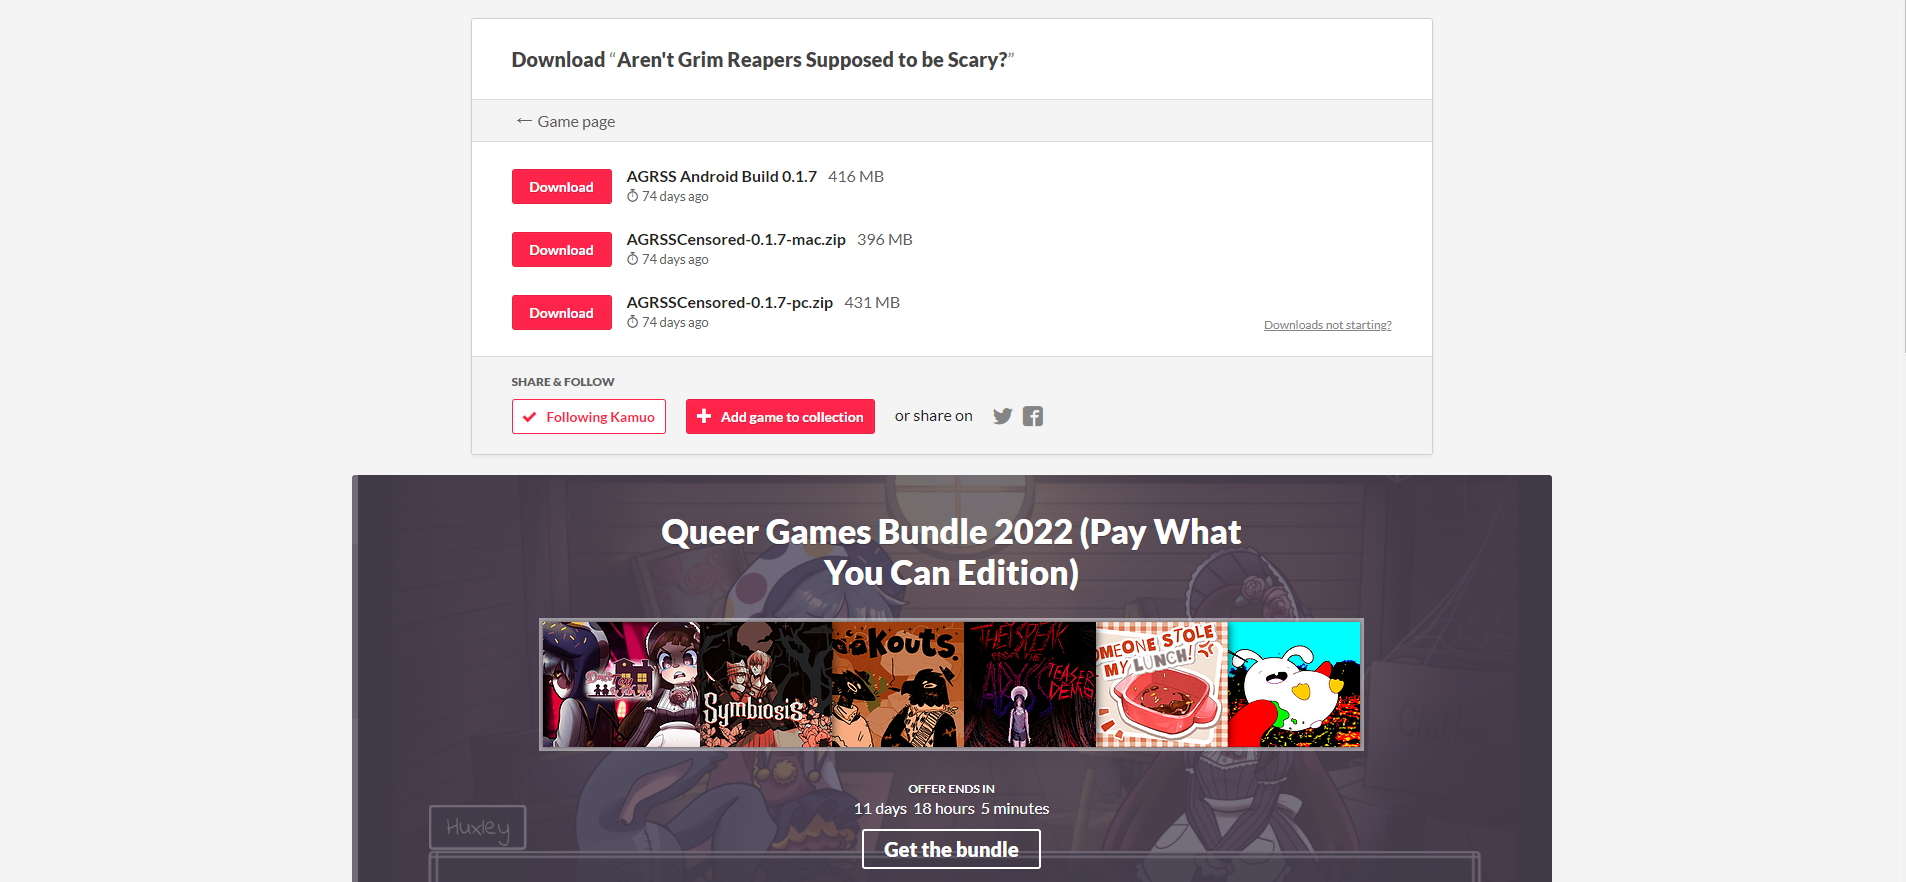 Download “Aren't Grim Reapers Supposed to be Scary?”
← Game page
Download AGRSS Android Build 0.1.7 416 MB
74 days ago
Download AGRSSCensored-0.1.7-mac.zip 396 MB
74 days ago
Download AGRSSCensored-0.1.7-pc.zip 431 MB
74 days ago
Downloads not starting?
SHARE & FOLLOW
Following Kamuo Add game to collection or share on
Queer Games Bundle 2022 (Pay What
You Can Edition)
Symbiosis
THEY SPEAK
FROM THE
TEASER
DEMO
SOMEONE STOLE
MY LUNCH!
OFFER ENDS IN
11 days 18 hours 5 minutes
Huxley
Get the bundle